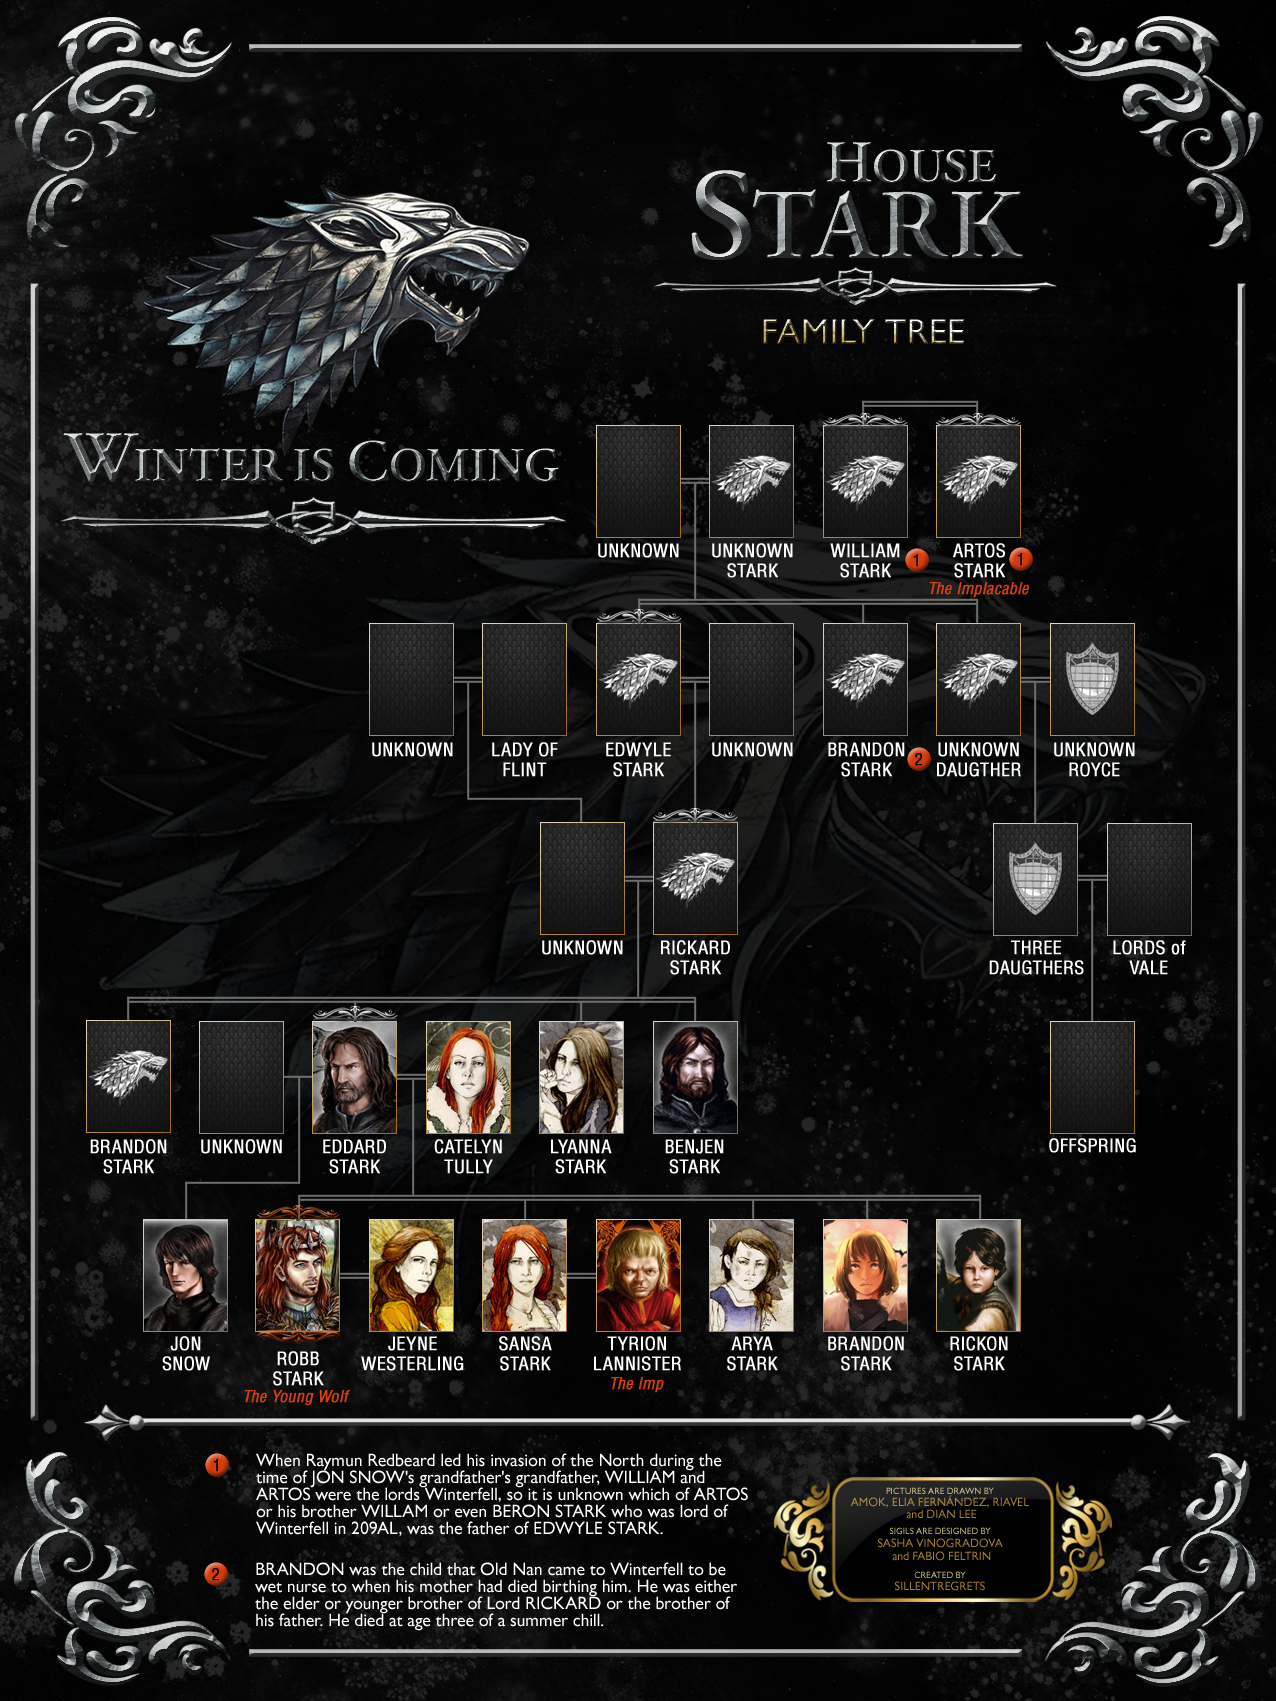 HOUSE
STARK
FAMILY TREE
WINTER IS COMING
UNKNOWN
UNKNOWN
STARK
WILLIAM
STARK
1
ARTOS
STARK
1
The Implacable
UNKNOWN
LADY OF
FLINT
EDWYLE
STARK
UNKNOWN
BRANDON
STARK
2
UNKNOWN
DAUGTHER
UNKNOWN
ROYCE
UNKNOWN
RICKARD
STARK
THREE
DAUGTHERS
LORDS of
VALE
BRANDON
STARK
UNKNOWN
EDDARD
STARK
CATELYN
TULLY
LYANNA
STARK
BENJEN
STARK
OFFSPRING
JON
SNOW
ROBB
STARK
The Young Wolf
JEYNE
WESTERLING
SANSA
STARK
TYRION
LANNISTER
The Imp
ARYA
STARK
BRANDON
STARK
RICKON
STARK
1
When Raymun Redbeard led his invasion of the North during the
time of JON SNOW's grandfather's grandfather, WILLIAM and
ARTOS were the lords Winterfell, so it is unknown which of ARTOS
or his brother WILLAM or even BERON STARK who was lord of
Winterfell in 209AL, was the father of EDWYLE STARK.
2
BRANDON was the child that Old Nan came to Winterfell to be
wet nurse to when his mother had died birthing him. He was either
the elder or younger brother of Lord RICKARD or the brother of
his father. He died at age three of a summer chill.
PICTURES ARE DRAWN BY
AMOK, ELIA FERNÁNDEZ, RIAVEL
and DIAN LEE
SIGILS ARE DESIGNED BY
SASHA VINOGRADOVA
and FABIO FELTRIN
CREATED BY
SILLENTREGRETS